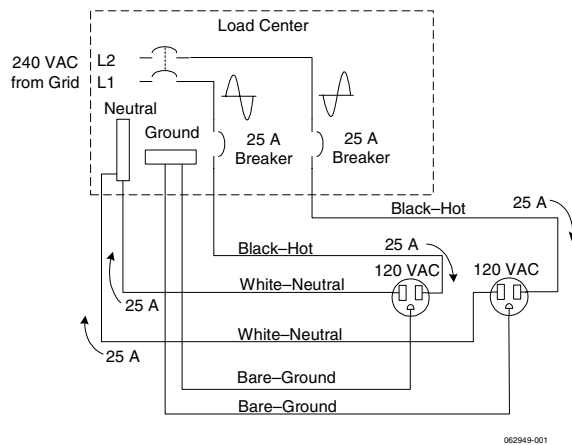 Load Center
240 VAC
from Grid
L2
L1
Neutral
Ground
25 A
Breaker
25 A
Breaker
Black–Hot
25 A
Black–Hot
25 A
120 VAC
120 VAC
White–Neutral
25 A
White–Neutral
25 A
Bare–Ground
Bare–Ground
062949-001